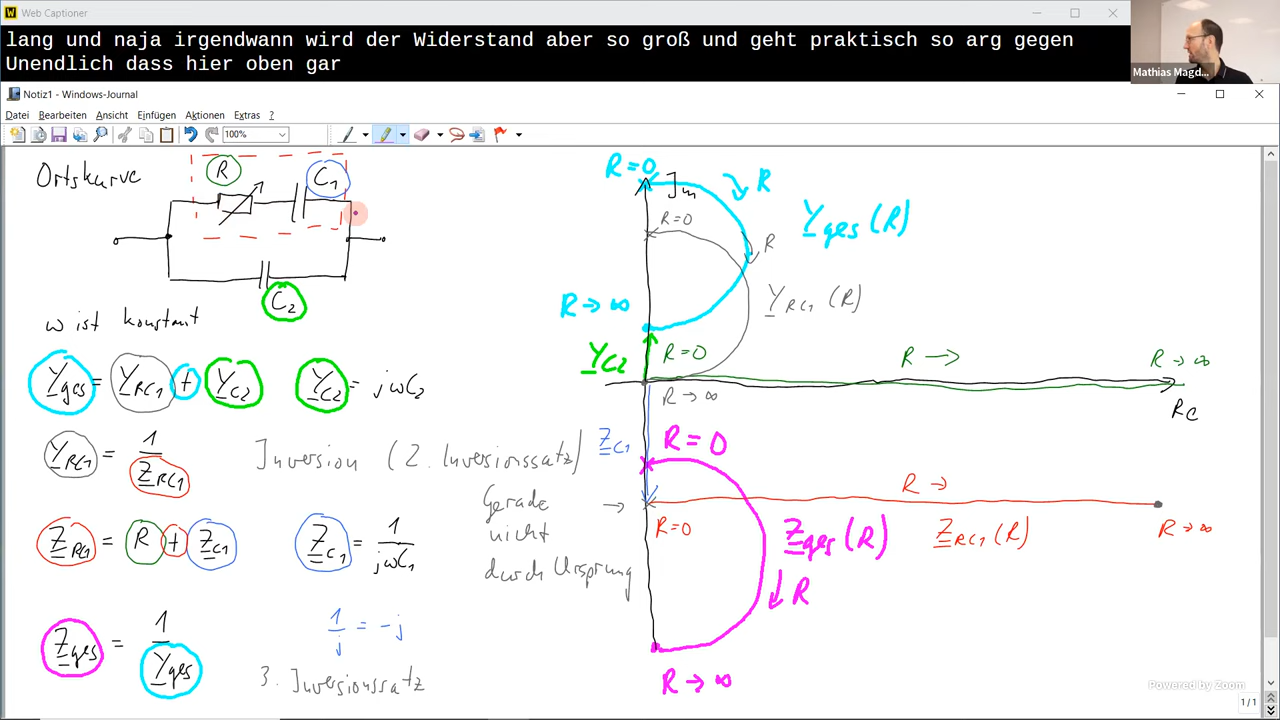 Web Captioner
lang und naja irgendwann wird der Widerstand aber so groß und geht praktisch so arg gegen
Unendlich dass hier oben gar
Mathias Magd...
Notiz1 - Windows-Journal
Datei Bearbeiten Ansicht Einfügen Aktionen Extras ?
100%
Ortskurve
R
C1
C2
ω ist konstant
Yges = YRC1 + YC2
YC2 = jωC2
YRC1 = 1/ZRC1
Inversion (2. Inversionssatz)
Gerade →
nicht
durch Ursprung
ZRC1 = R + ZC1
ZC1 = 1/jωC1
1/j = -j
Zges = 1/Yges
3. Inversionssatz
R=0
Im
R
Yges(R)
R=0
R
YRC1(R)
R→∞
YC2
R=0
R→
R→∞
R→∞
Re
ZC1
R=0
R→
R=0
Zges(R)
ZRC1(R)
R→∞
R
R→∞
Powered by Zoom
1/1